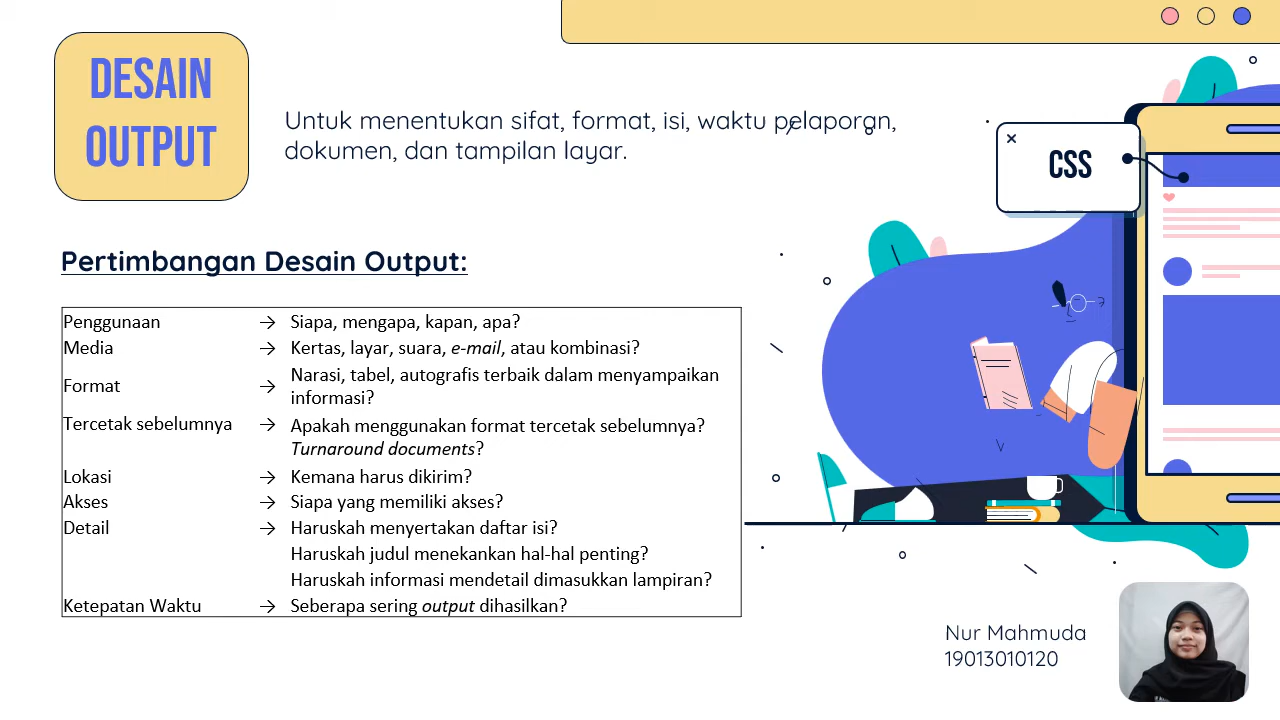 DESAIN
OUTPUT
Untuk menentukan sifat, format, isi, waktu pelaporan,
dokumen, dan tampilan layar.
CSS
Pertimbangan Desain Output:
Penggunaan → Siapa, mengapa, kapan, apa?
Media → Kertas, layar, suara, e-mail, atau kombinasi?
Format → Narasi, tabel, autografis terbaik dalam menyampaikan
informasi?
Tercetak sebelumnya → Apakah menggunakan format tercetak sebelumnya?
Turnaround documents?
Lokasi → Kemana harus dikirim?
Akses → Siapa yang memiliki akses?
Detail → Haruskah menyertakan daftar isi?
Haruskah judul menekankan hal-hal penting?
Haruskah informasi mendetail dimasukkan lampiran?
Ketepatan Waktu → Seberapa sering output dihasilkan?
Nur Mahmuda
19013010120